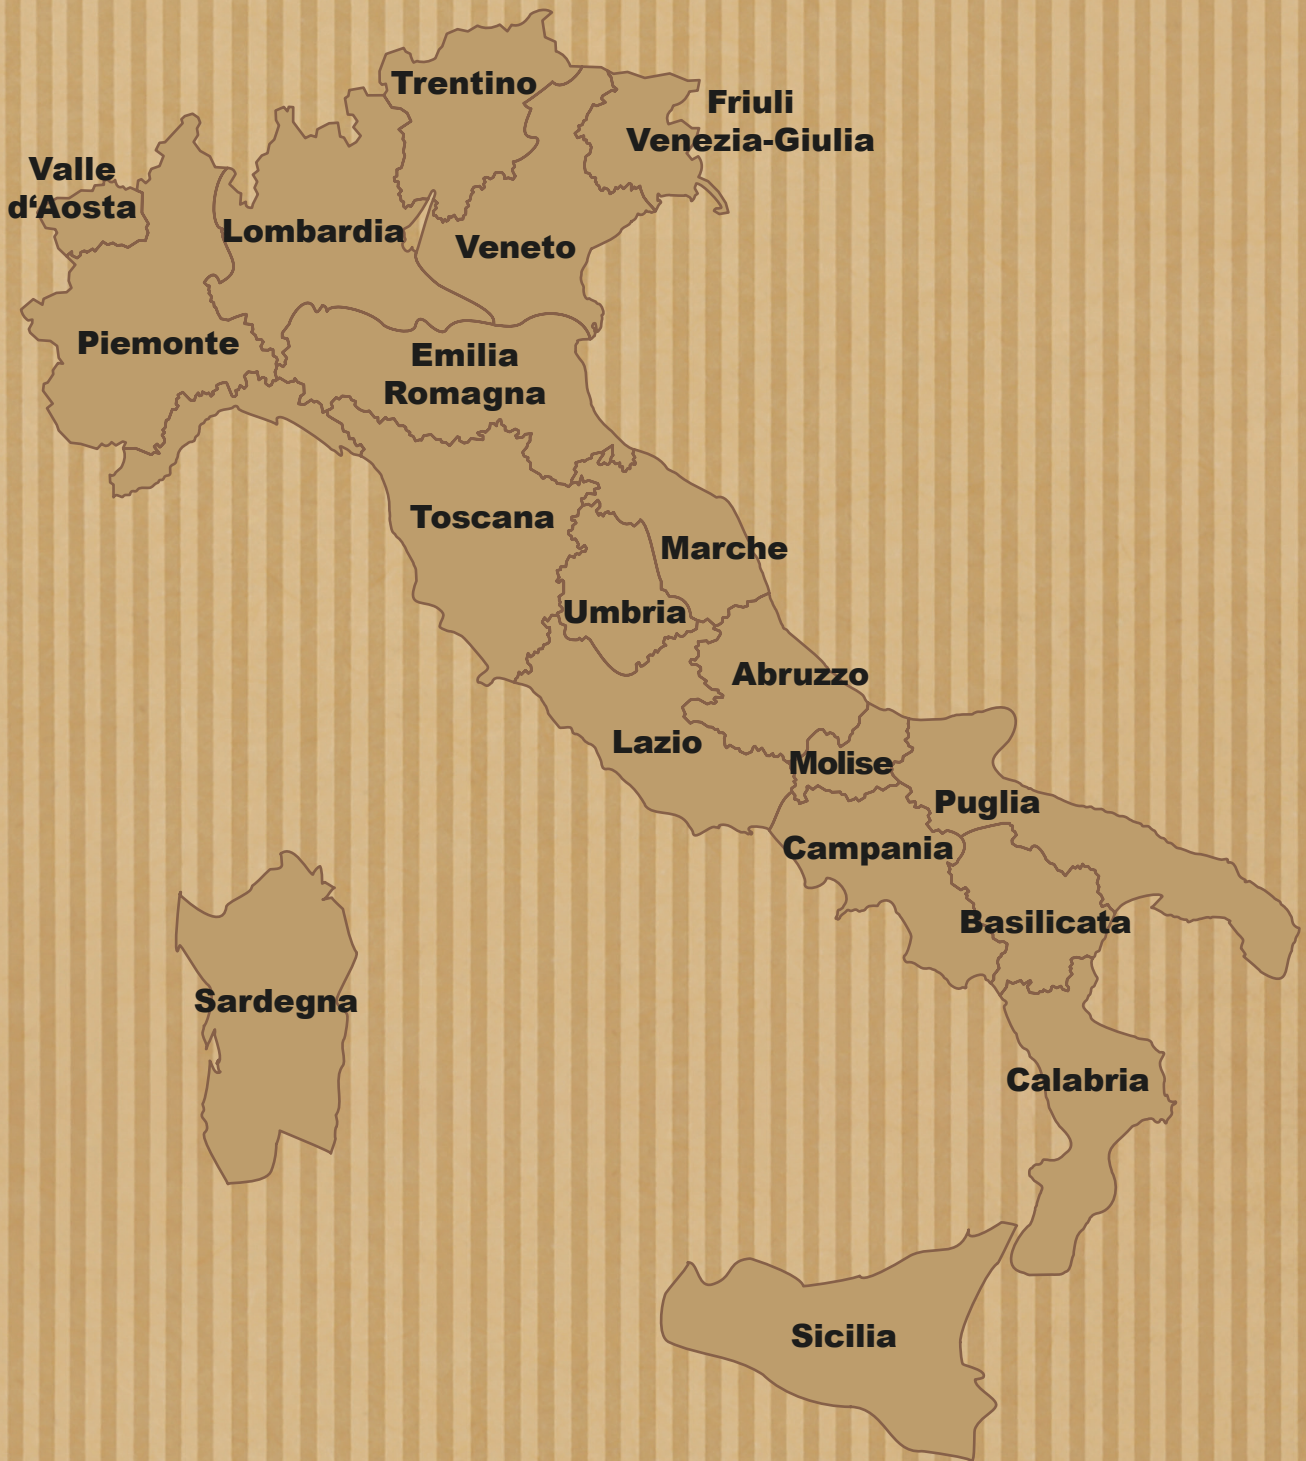 Trentino
Friuli
Venezia-Giulia
Valle
d‘Aosta
Lombardia
Veneto
Piemonte
Emilia
Romagna
Toscana
Marche
Umbria
Abruzzo
Lazio
Molise
Puglia
Campania
Basilicata
Sardegna
Calabria
Sicilia